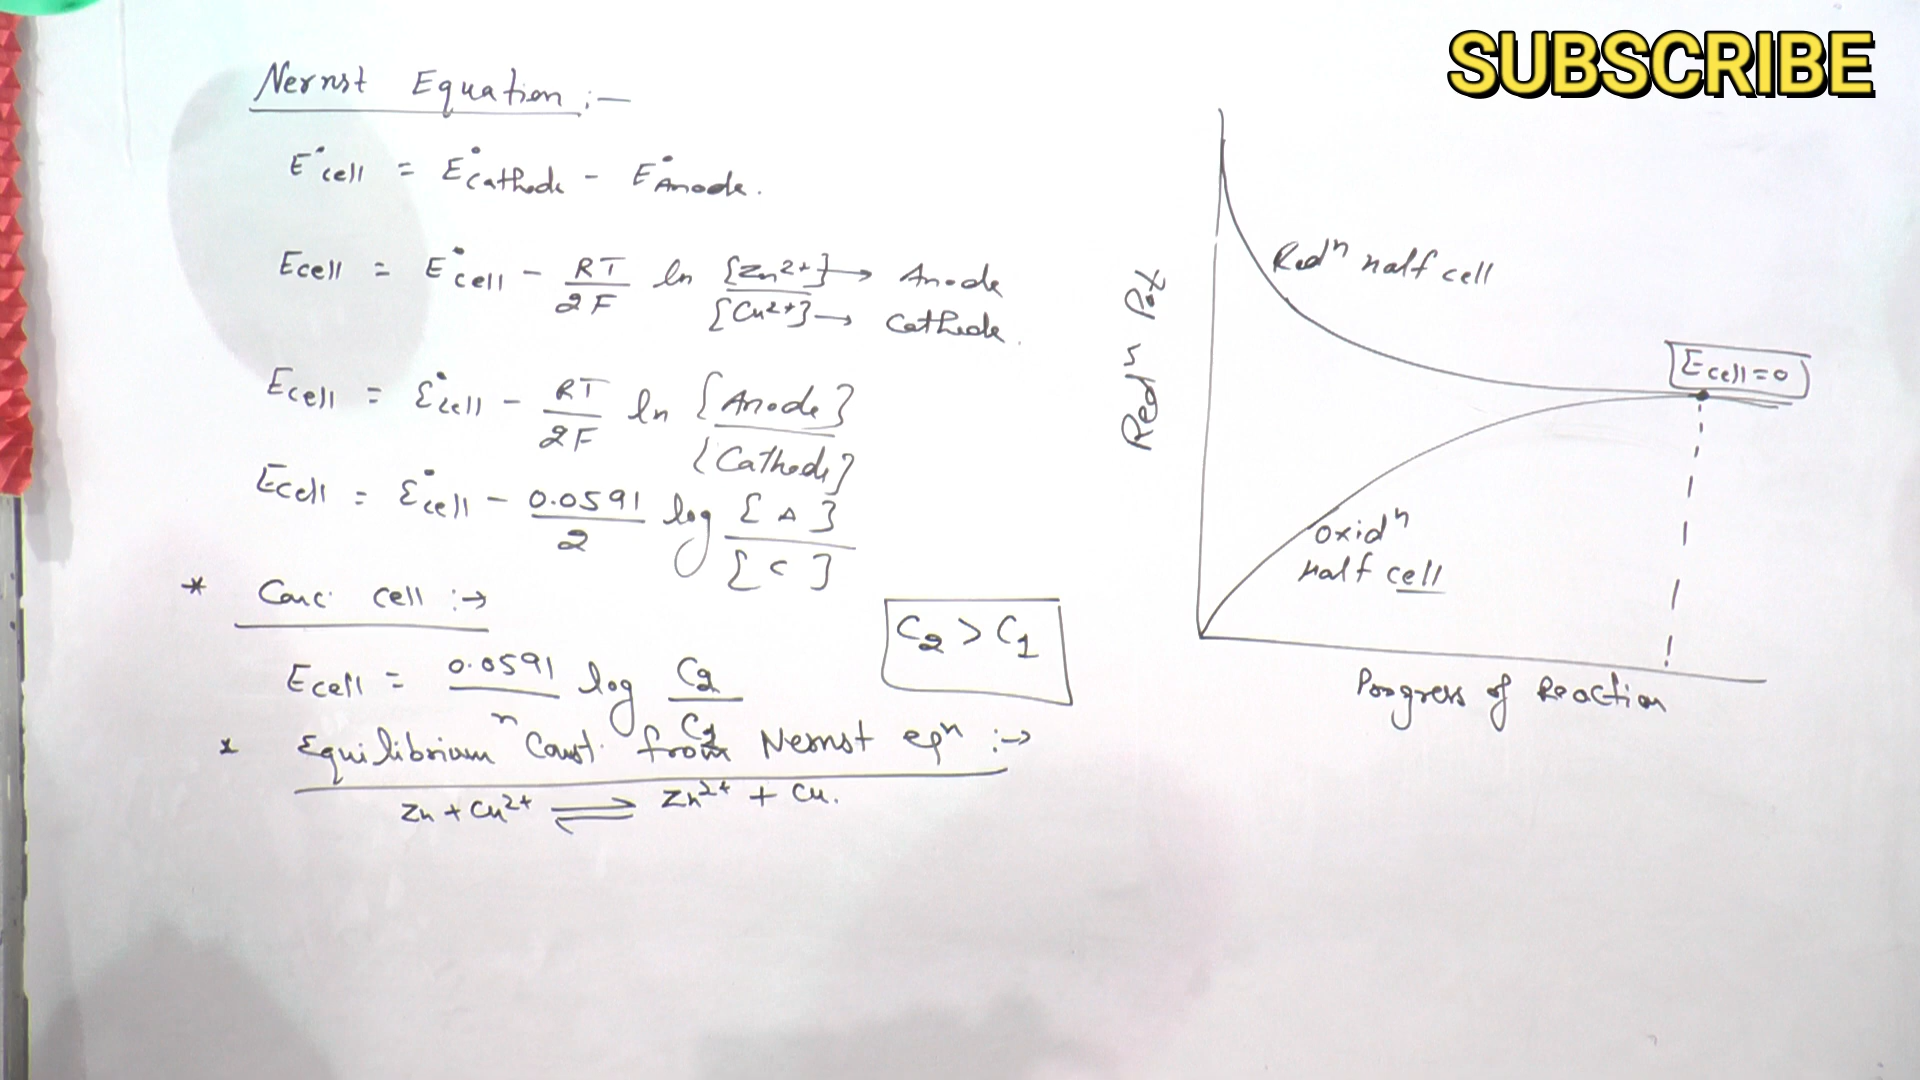 SUBSCRIBE
Nernst Equation :—
E°cell = E°Cathode - E°Anode.
Ecell = E°cell - RT/2F ln [Zn2+]/[Cu2+] → Anode → Cathode.
Ecell = E°cell - RT/2F ln [Anode]/[Cathode]
Ecell = E°cell - 0.0591/2 log [A]/[C]
* Conc. cell :→
Ecell = 0.0591/n log C2/C1
C2 > C1
* Equilibrium Const. from Nernst eqn :→
Zn + Cu2+ ⇌ Zn2+ + Cu.
Redn Pot
Redn half cell
Ecell = 0
oxidn
half cell
Porgress of Reaction